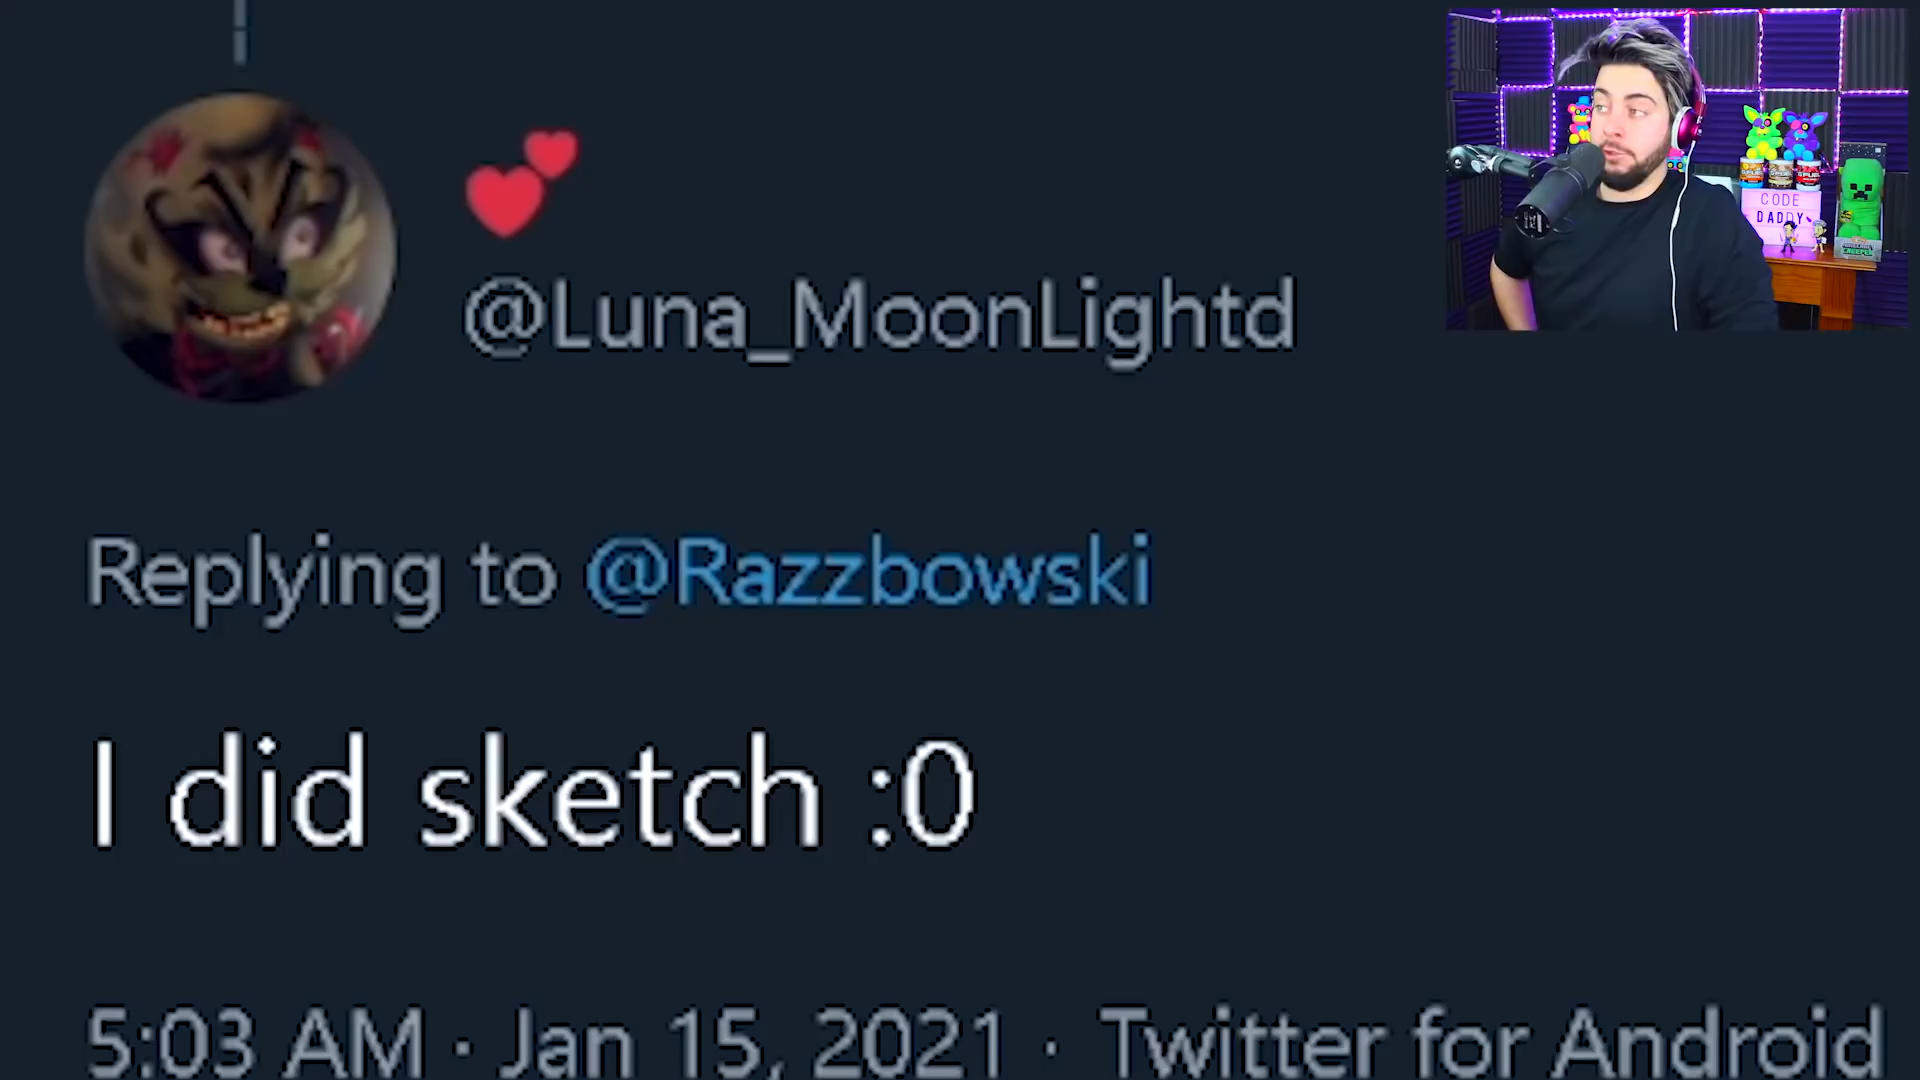 💕
@Luna_MoonLightd
Replying to @Razzbowski
I did sketch :0
5:03 AM · Jan 15, 2021 · Twitter for Android
CODE
DADDY